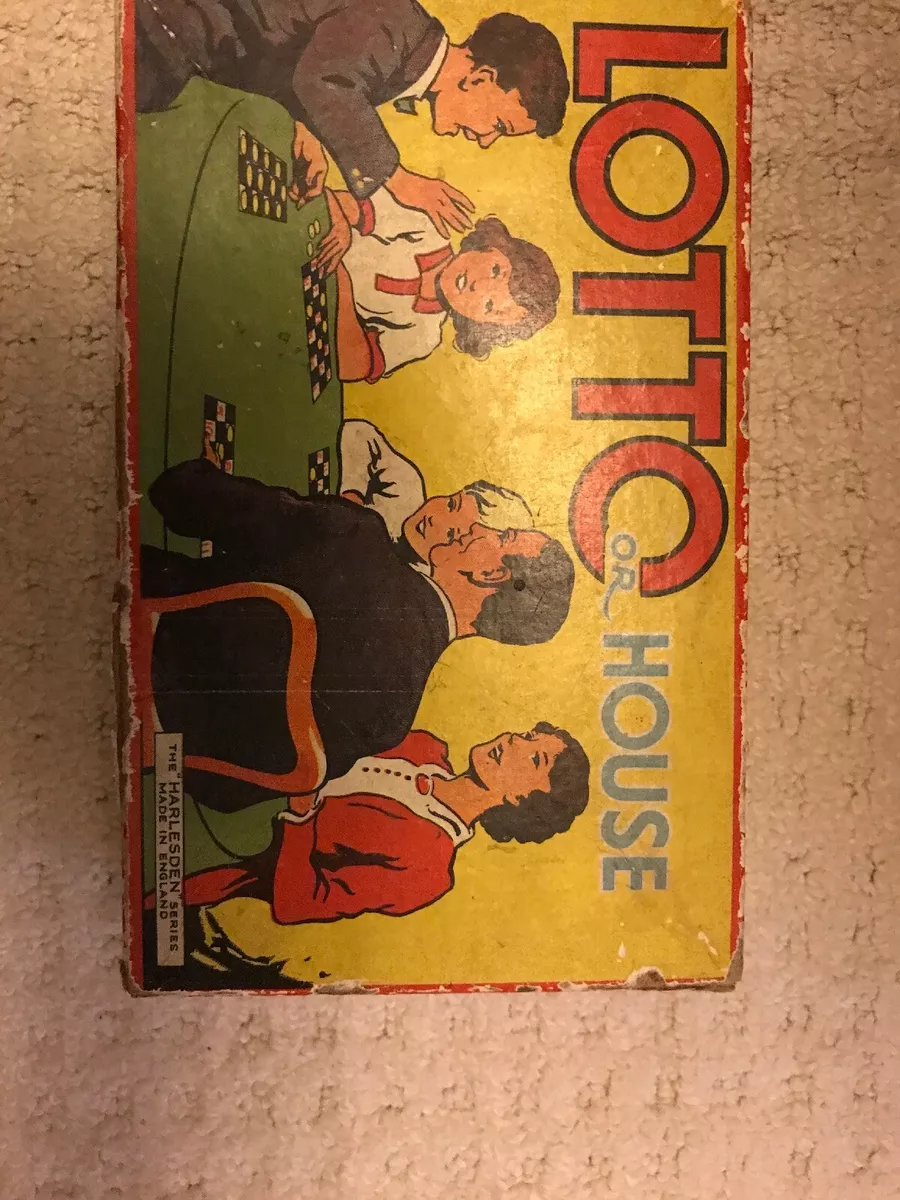 LOTTO
OR HOUSE
THE "HARLESDEN" SERIES
MADE IN ENGLAND